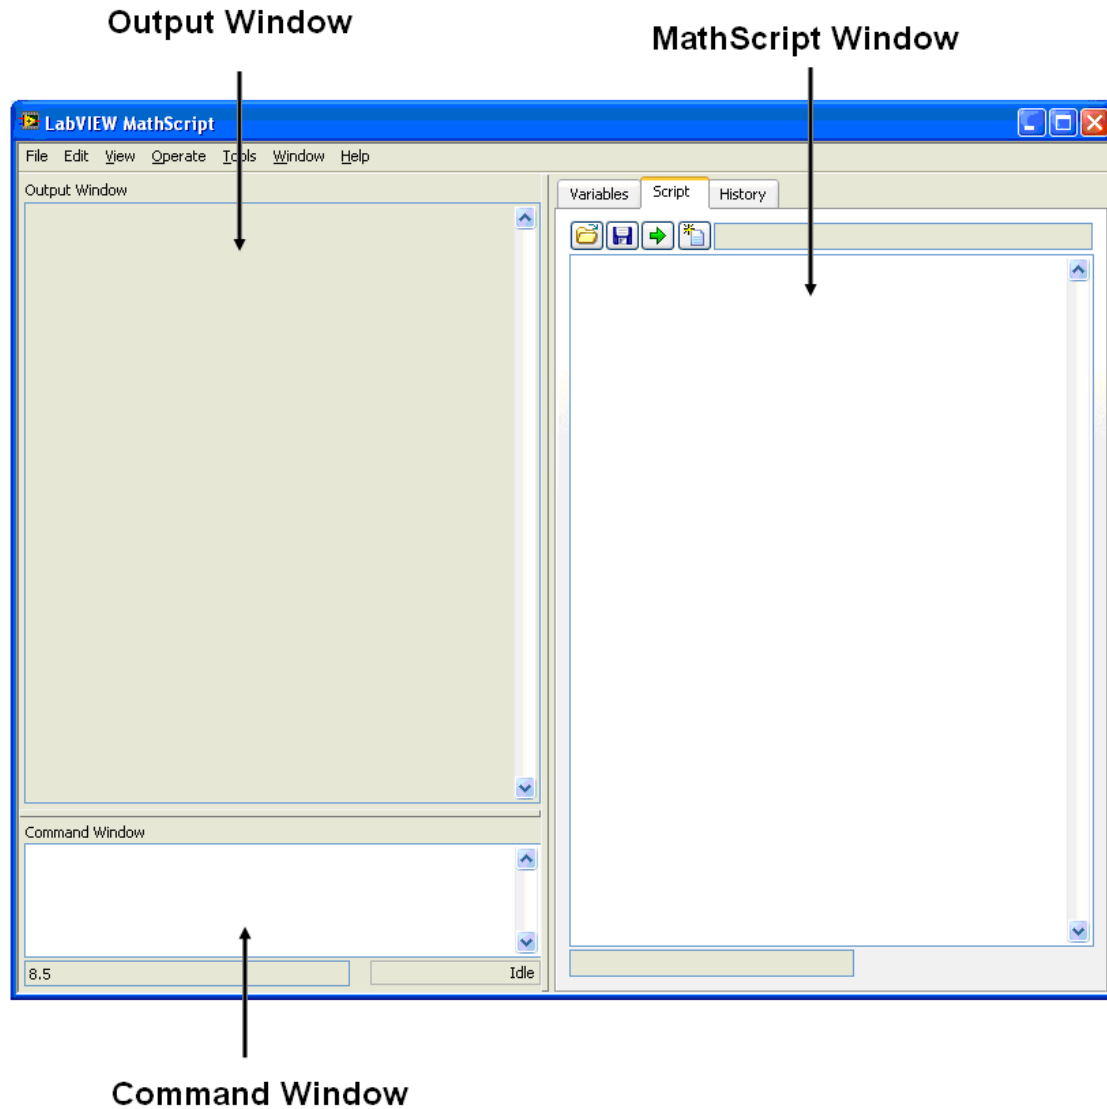 Output Window
MathScript Window
LabVIEW MathScript
File Edit View Operate Tools Window Help
Output Window
Variables Script History
Command Window
8.5
Idle
Command Window